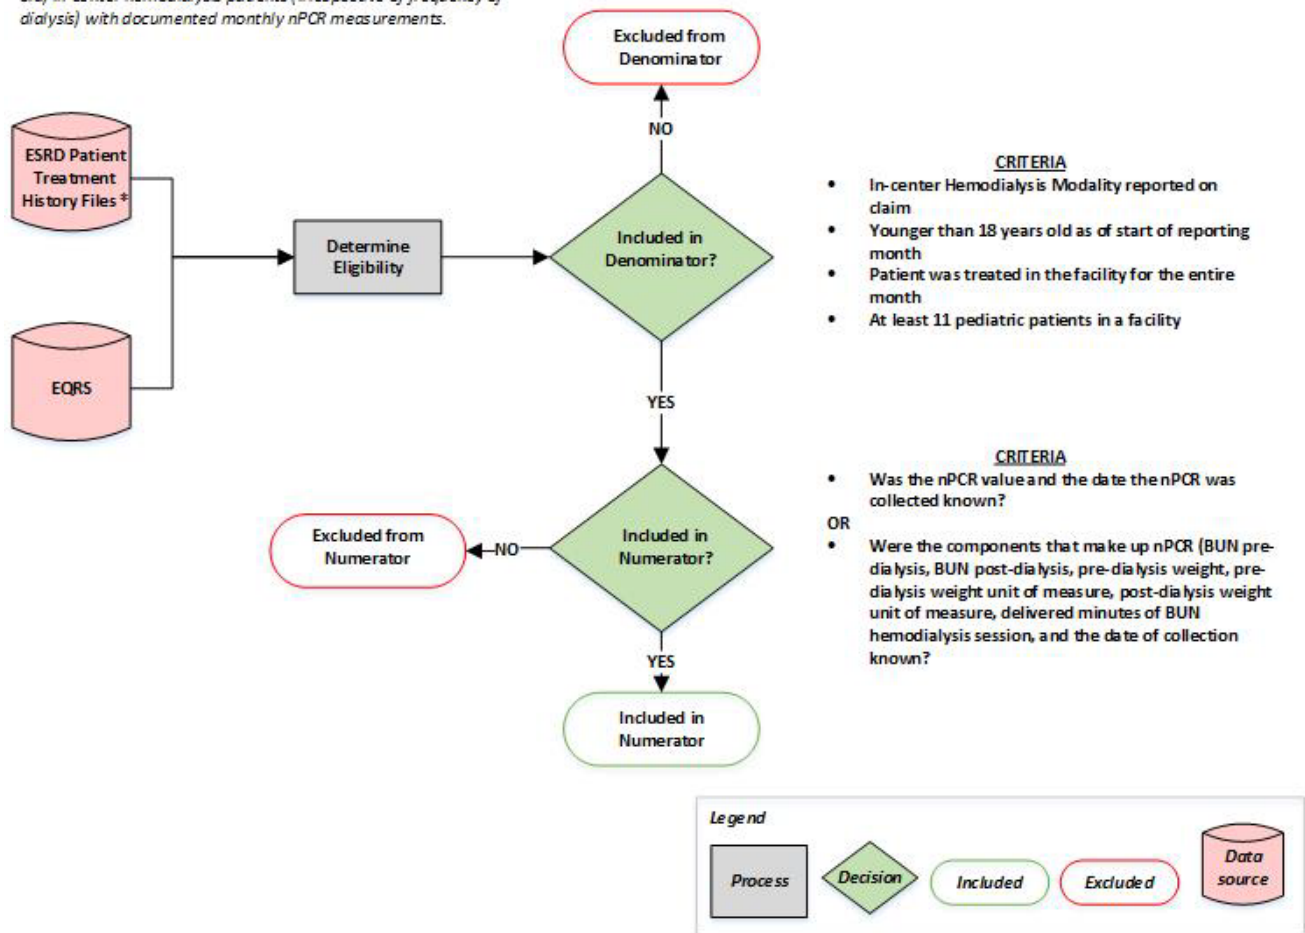 dialysis) with documented monthly nPCR measurements.
Excluded from
Denominator
NO
ESRD Patient
Treatment
History Files *
EQRS
Determine
Eligibility
Included in
Denominator?
CRITERIA
• In-center Hemodialysis Modality reported on
claim
• Younger than 18 years old as of start of reporting
month
• Patient was treated in the facility for the entire
month
• At least 11 pediatric patients in a facility
YES
Excluded from
Numerator
NO
Included in
Numerator?
CRITERIA
• Was the nPCR value and the date the nPCR was
collected known?
OR
• Were the components that make up nPCR (BUN pre-
dialysis, BUN post-dialysis, pre-dialysis weight, pre-
dialysis weight unit of measure, post-dialysis weight
unit of measure, delivered minutes of BUN
hemodialysis session, and the date of collection
known?
YES
Included in
Numerator
Legend
Process
Decision
Included
Excluded
Data
source